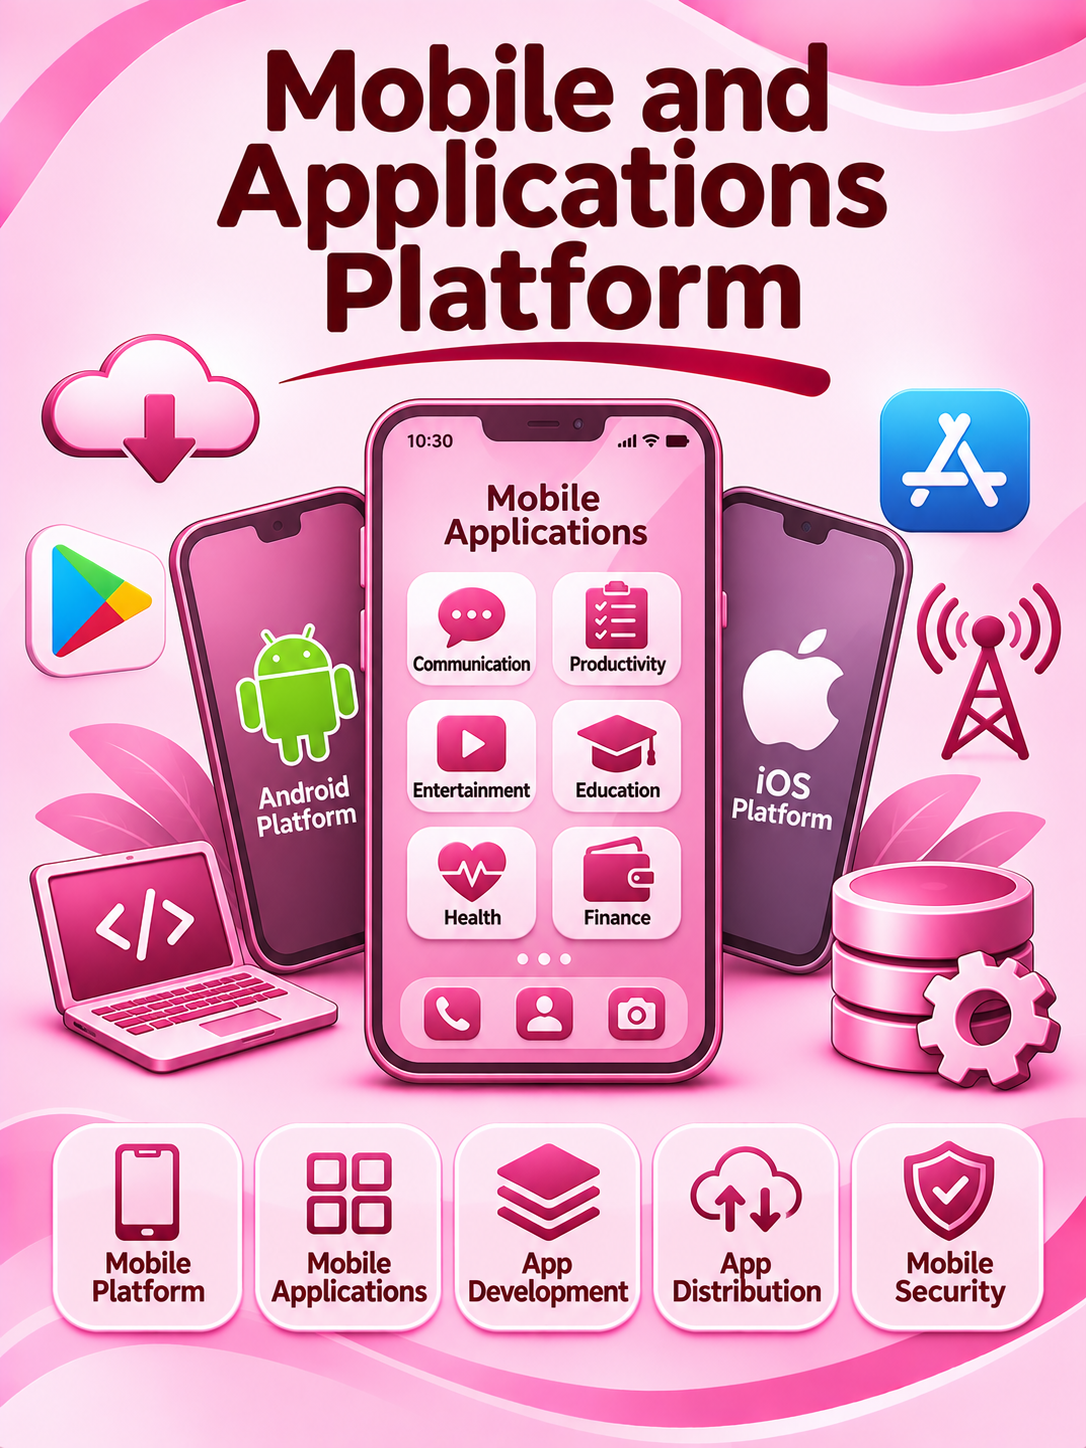 Mobile and
Applications
Platform
10:30
Mobile
Applications
Communication
Productivity
Entertainment
Education
Health
Finance
Android
Platform
iOS
Platform
</>
Mobile
Platform
Mobile
Applications
App
Development
App
Distribution
Mobile
Security